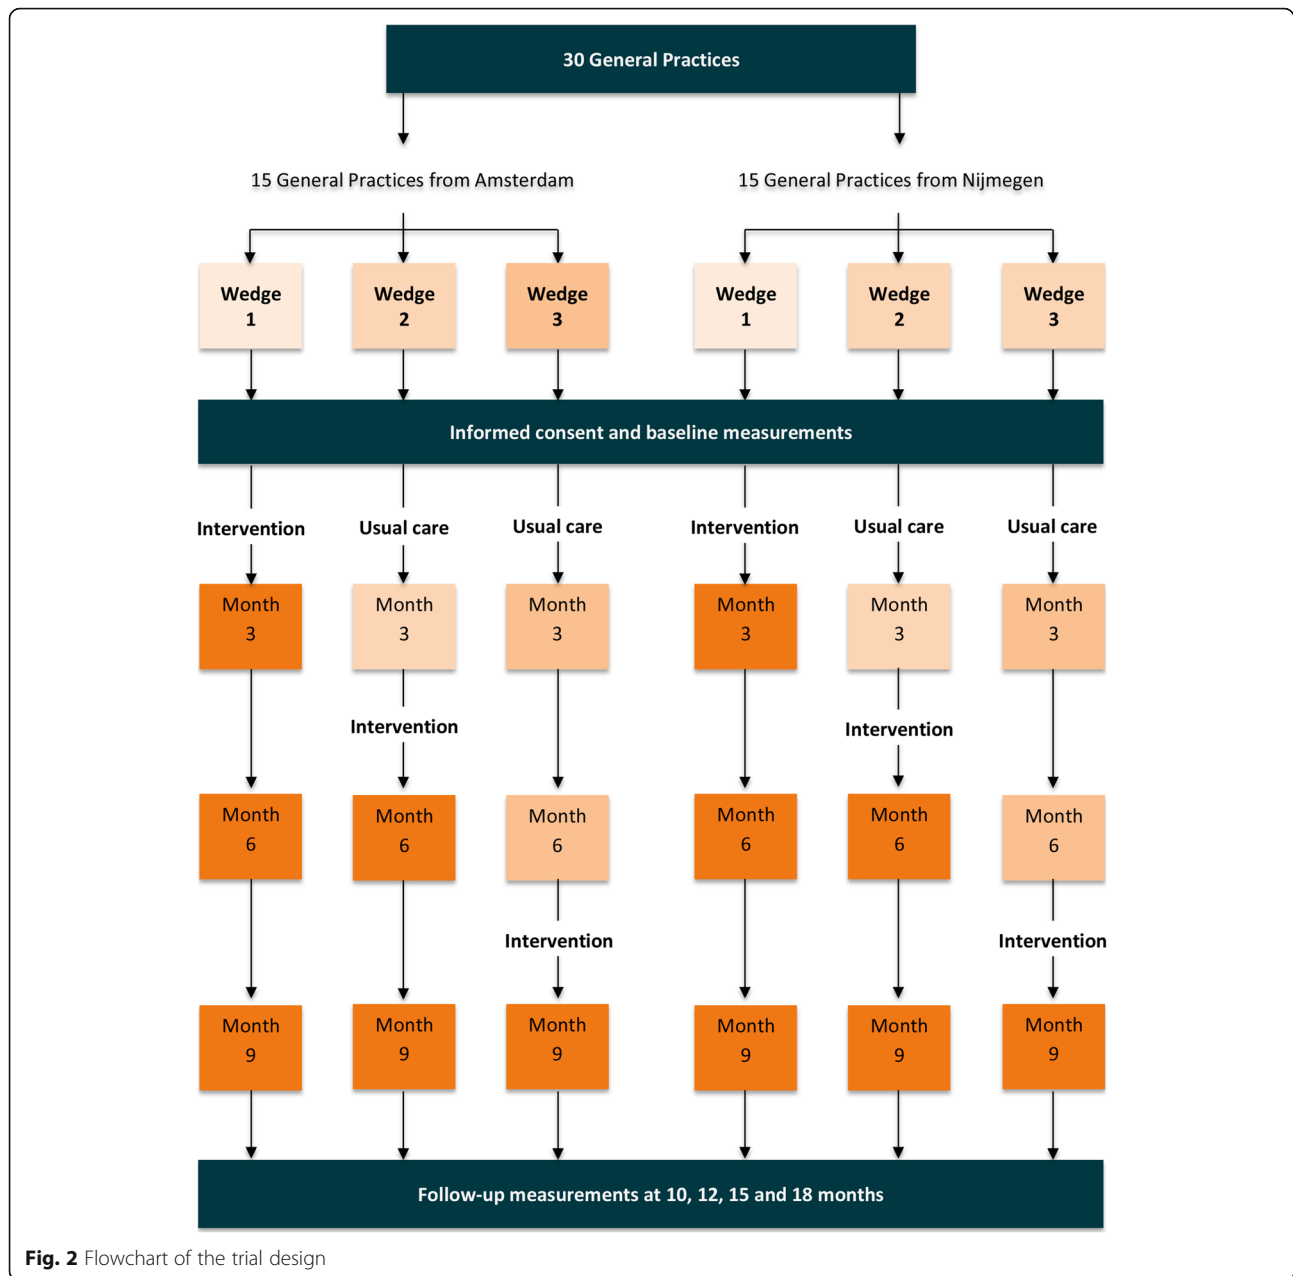 30 General Practices
15 General Practices from Amsterdam
15 General Practices from Nijmegen
Wedge
1
Wedge
2
Wedge
3
Wedge
1
Wedge
2
Wedge
3
Informed consent and baseline measurements
Intervention
Usual care
Usual care
Intervention
Usual care
Usual care
Month
3
Month
3
Month
3
Month
3
Month
3
Month
3
Intervention
Intervention
Month
6
Month
6
Month
6
Month
6
Month
6
Month
6
Intervention
Intervention
Month
9
Month
9
Month
9
Month
9
Month
9
Month
9
Follow-up measurements at 10, 12, 15 and 18 months
Fig. 2 Flowchart of the trial design